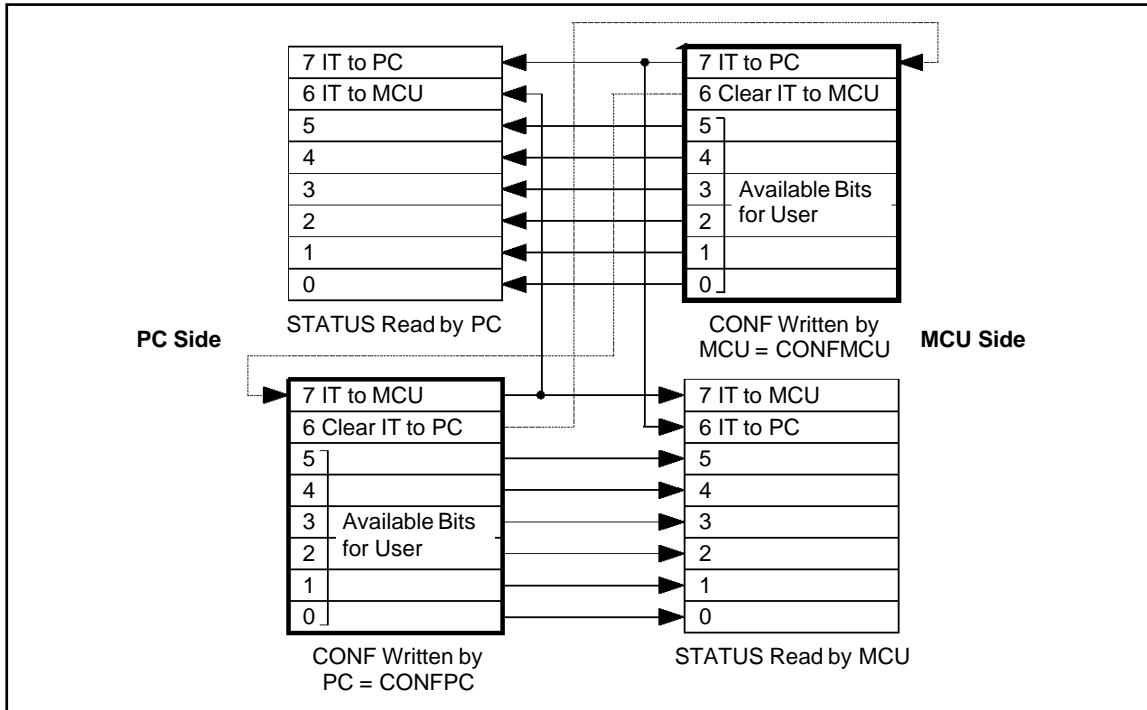 7 IT to PC
6 IT to MCU
5
4
3
2
1
0
STATUS Read by PC
7 IT to PC
6 Clear IT to MCU
5
4
3 Available Bits
for User
2
1
0
CONF Written by
MCU = CONFMCU
PC Side
MCU Side
7 IT to MCU
6 Clear IT to PC
5
4
3 Available Bits
2 for User
1
0
CONF Written by
PC = CONFPC
7 IT to MCU
6 IT to PC
5
4
3
2
1
0
STATUS Read by MCU